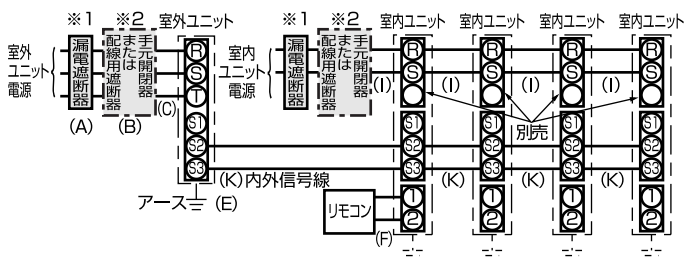 ※1
※2
室外ユニット
※1
※2
室内ユニット
室内ユニット
室内ユニット
室内ユニット
室外
ユニット
電源
漏電遮断器
手元開閉器
または
配線用遮断器
(A)
(B)
(C)
R
S
T
S1
S2
S3
アース
(E)
(K)内外信号線
室内
ユニット
電源
漏電遮断器
手元開閉器
または
配線用遮断器
(I)
(I)
(I)
(I)
R
S
R
S
R
S
R
S
別売
S1
S2
S3
S1
S2
S3
S1
S2
S3
S1
S2
S3
(K)
(K)
(K)
リモコン
(F)
1
2
1
2
1
2
1
2